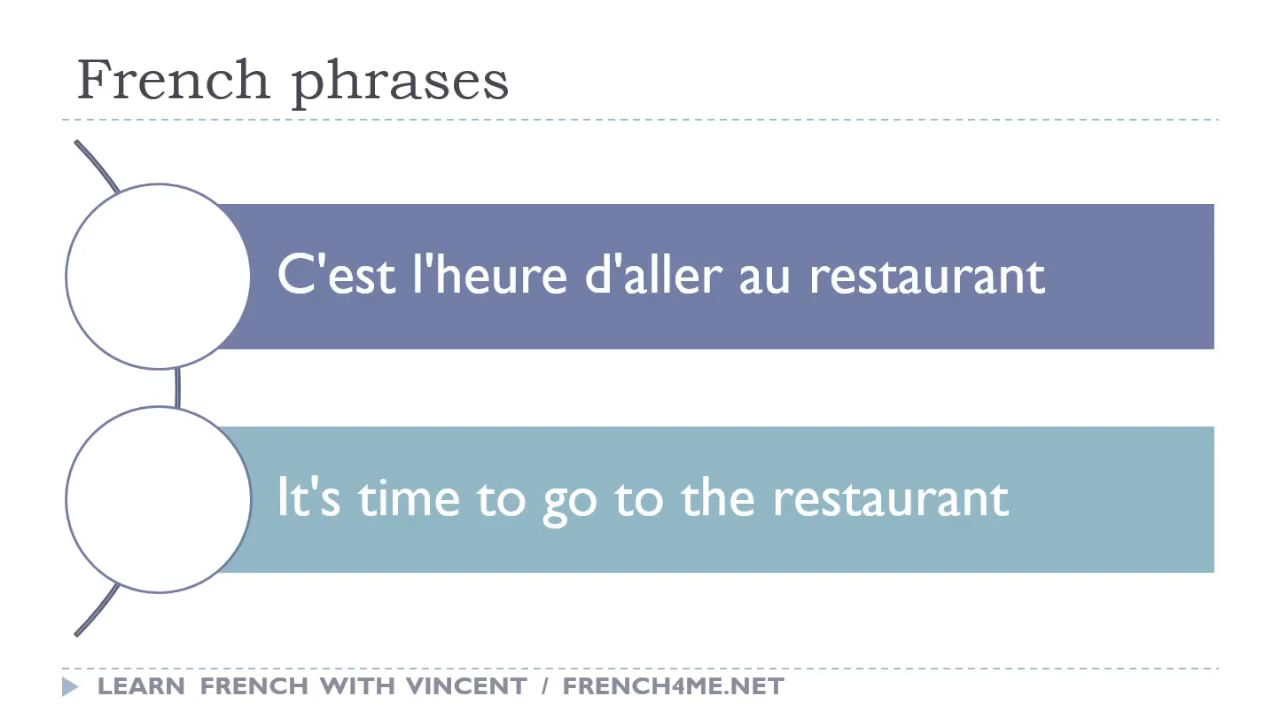 French phrases
C'est l'heure d'aller au restaurant
It's time to go to the restaurant
LEARN FRENCH WITH VINCENT / FRENCH4ME.NET